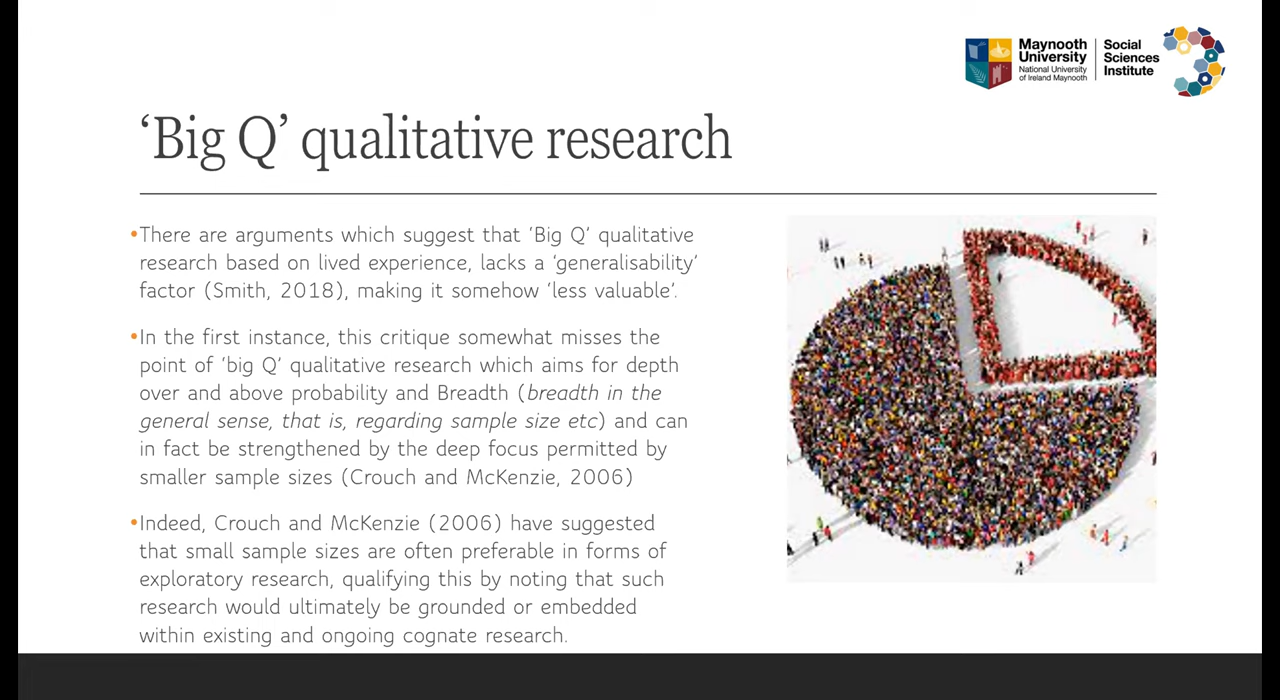 Maynooth
University
National University
of Ireland Maynooth
Social
Sciences
Institute
‘Big Q’ qualitative research
•There are arguments which suggest that ‘Big Q’ qualitative
research based on lived experience, lacks a ‘generalisability’
factor (Smith, 2018), making it somehow ‘less valuable’.
•In the first instance, this critique somewhat misses the
point of ‘big Q’ qualitative research which aims for depth
over and above probability and Breadth (breadth in the
general sense, that is, regarding sample size etc) and can
in fact be strengthened by the deep focus permitted by
smaller sample sizes (Crouch and McKenzie, 2006)
•Indeed, Crouch and McKenzie (2006) have suggested
that small sample sizes are often preferable in forms of
exploratory research, qualifying this by noting that such
research would ultimately be grounded or embedded
within existing and ongoing cognate research.